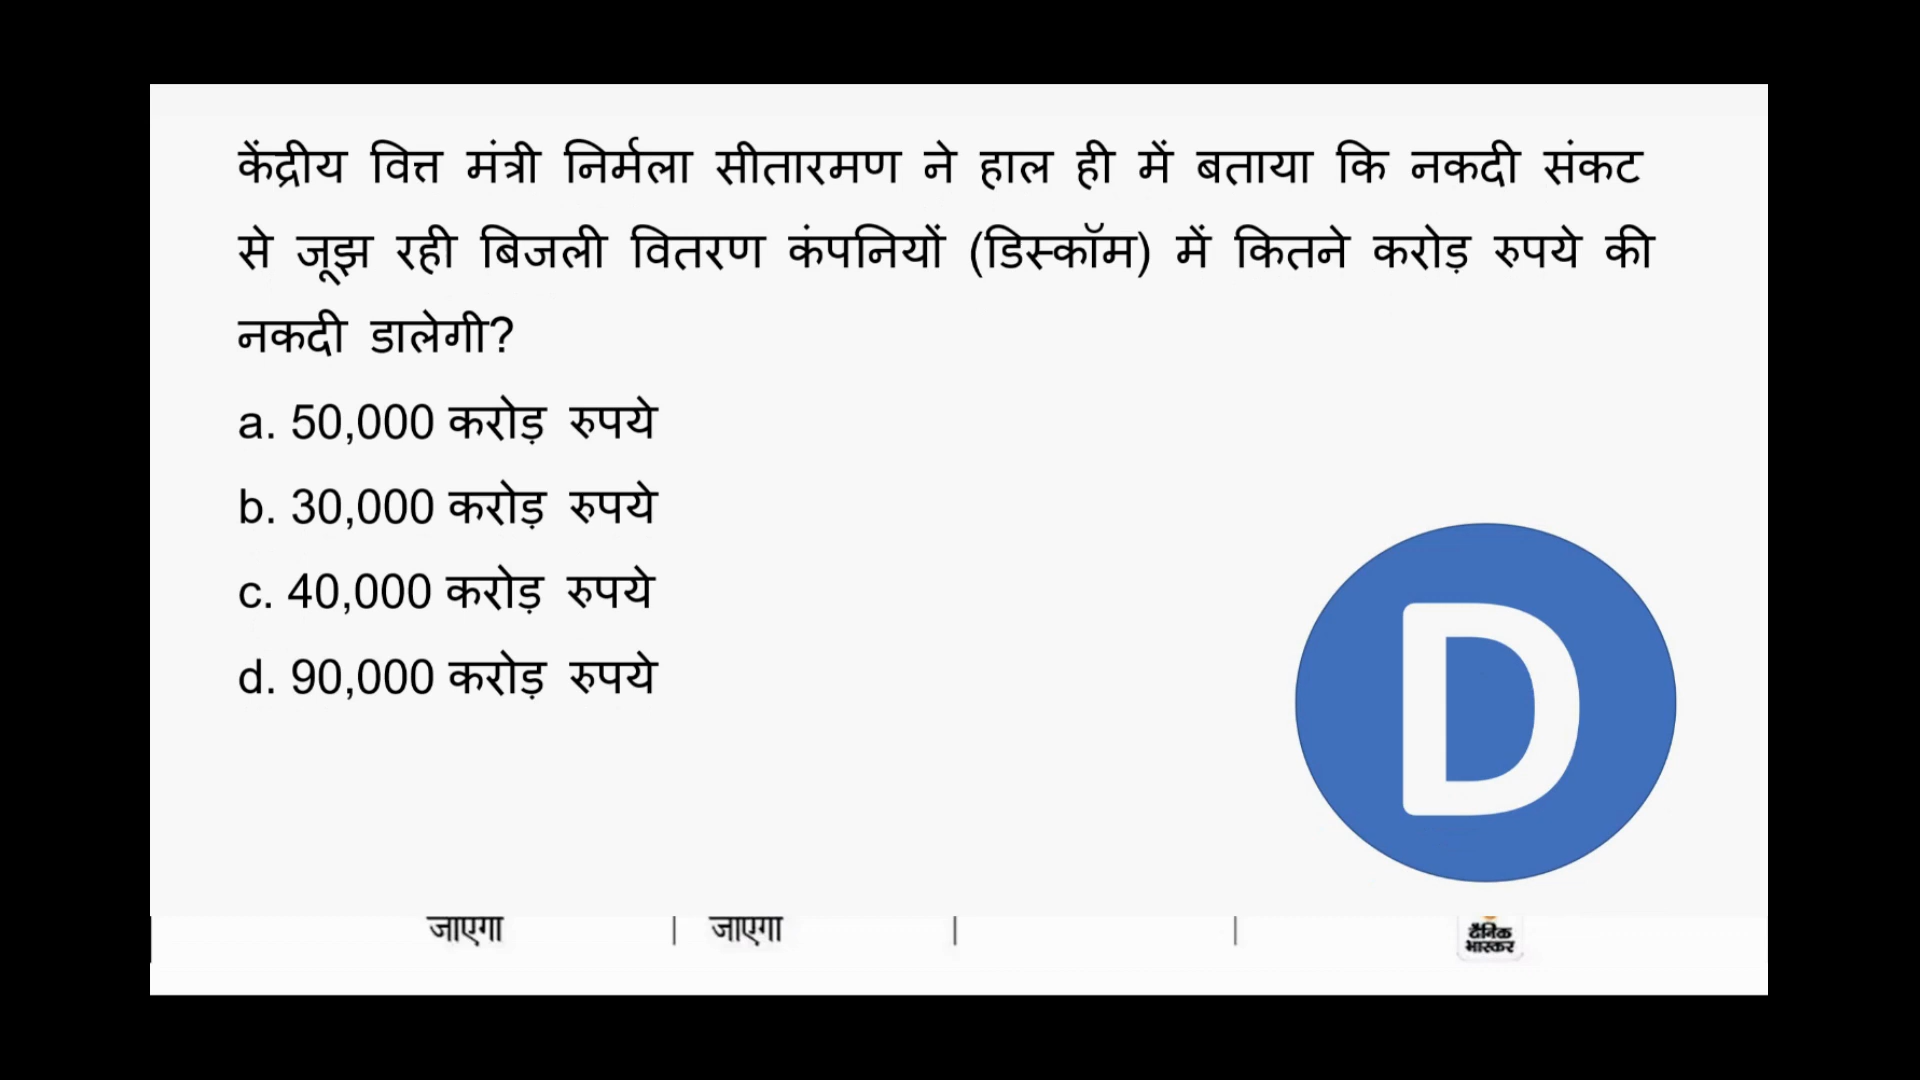 केंद्रीय वित्त मंत्री निर्मला सीतारमण ने हाल ही में बताया कि नकदी संकट
से जूझ रही बिजली वितरण कंपनियों (डिस्कॉम) में कितने करोड़ रुपये की
नकदी डालेगी?
a. 50,000 करोड़ रुपये
b. 30,000 करोड़ रुपये
c. 40,000 करोड़ रुपये
d. 90,000 करोड़ रुपये
D
जाएगा जाएगा
दैनिक
भास्कर